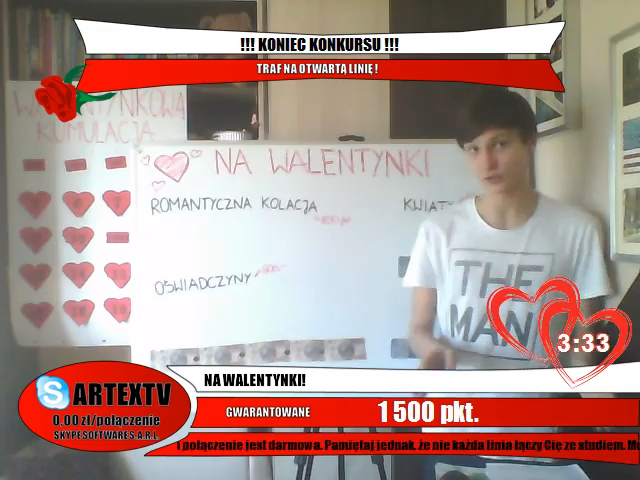 !!! KONIEC KONKURSU !!!
TRAF NA OTWARTĄ LINIĘ !
KUMULACJA
NA WALENTYNKI
ROMANTYCZNA KOLACJA
OŚWIADCZYNY
THE
MAN
3:33
NA WALENTYNKI!
ARTEXTV
0,00 zł/połączenie
SKYPESOFTWARES.A.R.L.
GWARANTOWANE
1 500 pkt.
połączenie jest darmowa. Pamiętaj jednak, że nie każda linia łączy Cię ze studiem.